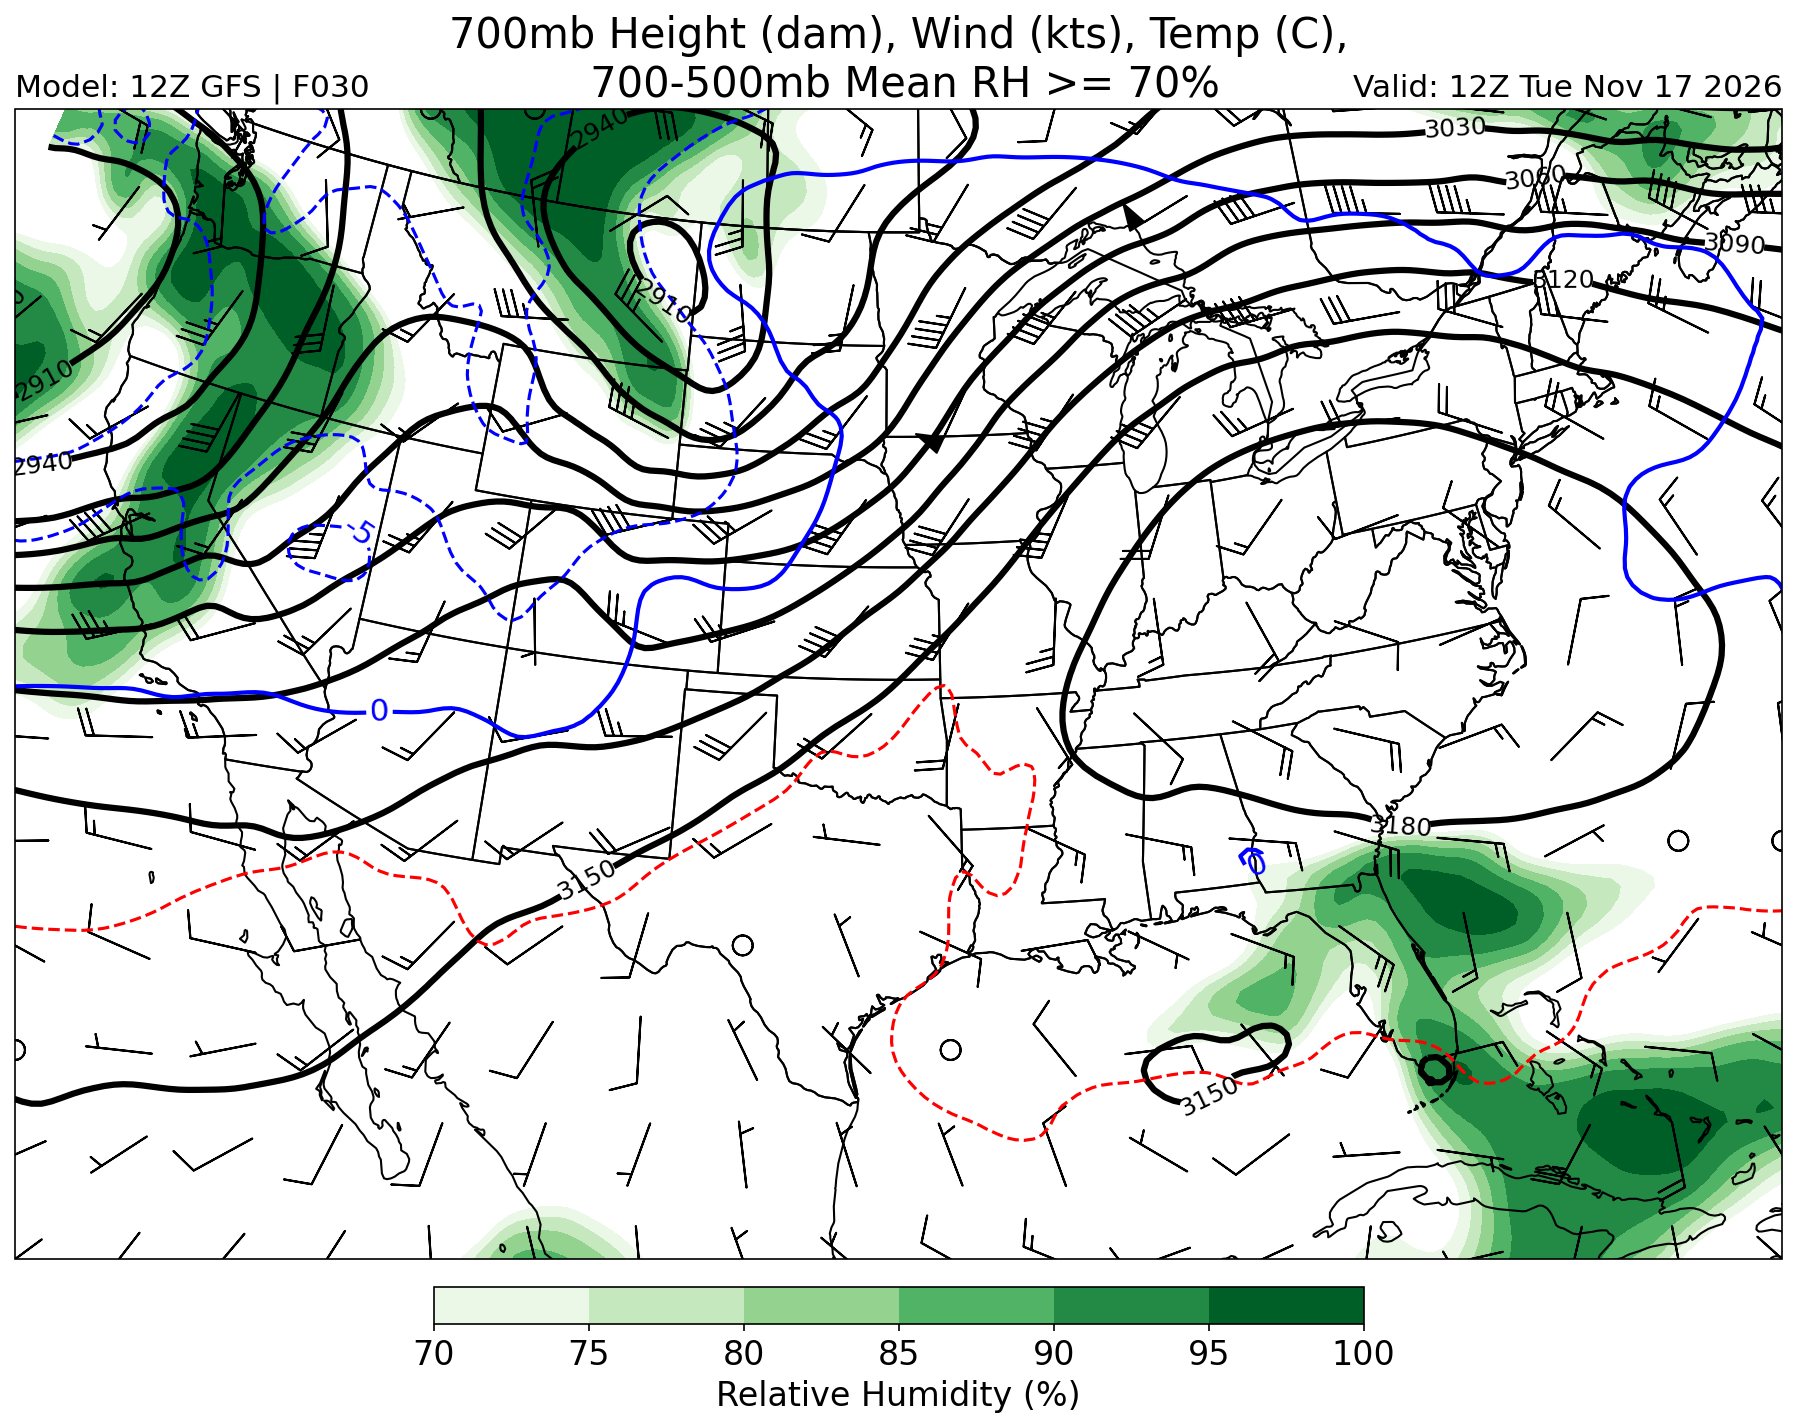 700mb Height (dam), Wind (kts), Temp (C),
700-500mb Mean RH >= 70%
Model: 12Z GFS | F030
Valid: 12Z Tue Nov 17 2026
2940
3030
3060
3090
2910
3120
2910
2940
-5
0
3150
3180
0
3150
70 75 80 85 90 95 100
Relative Humidity (%)